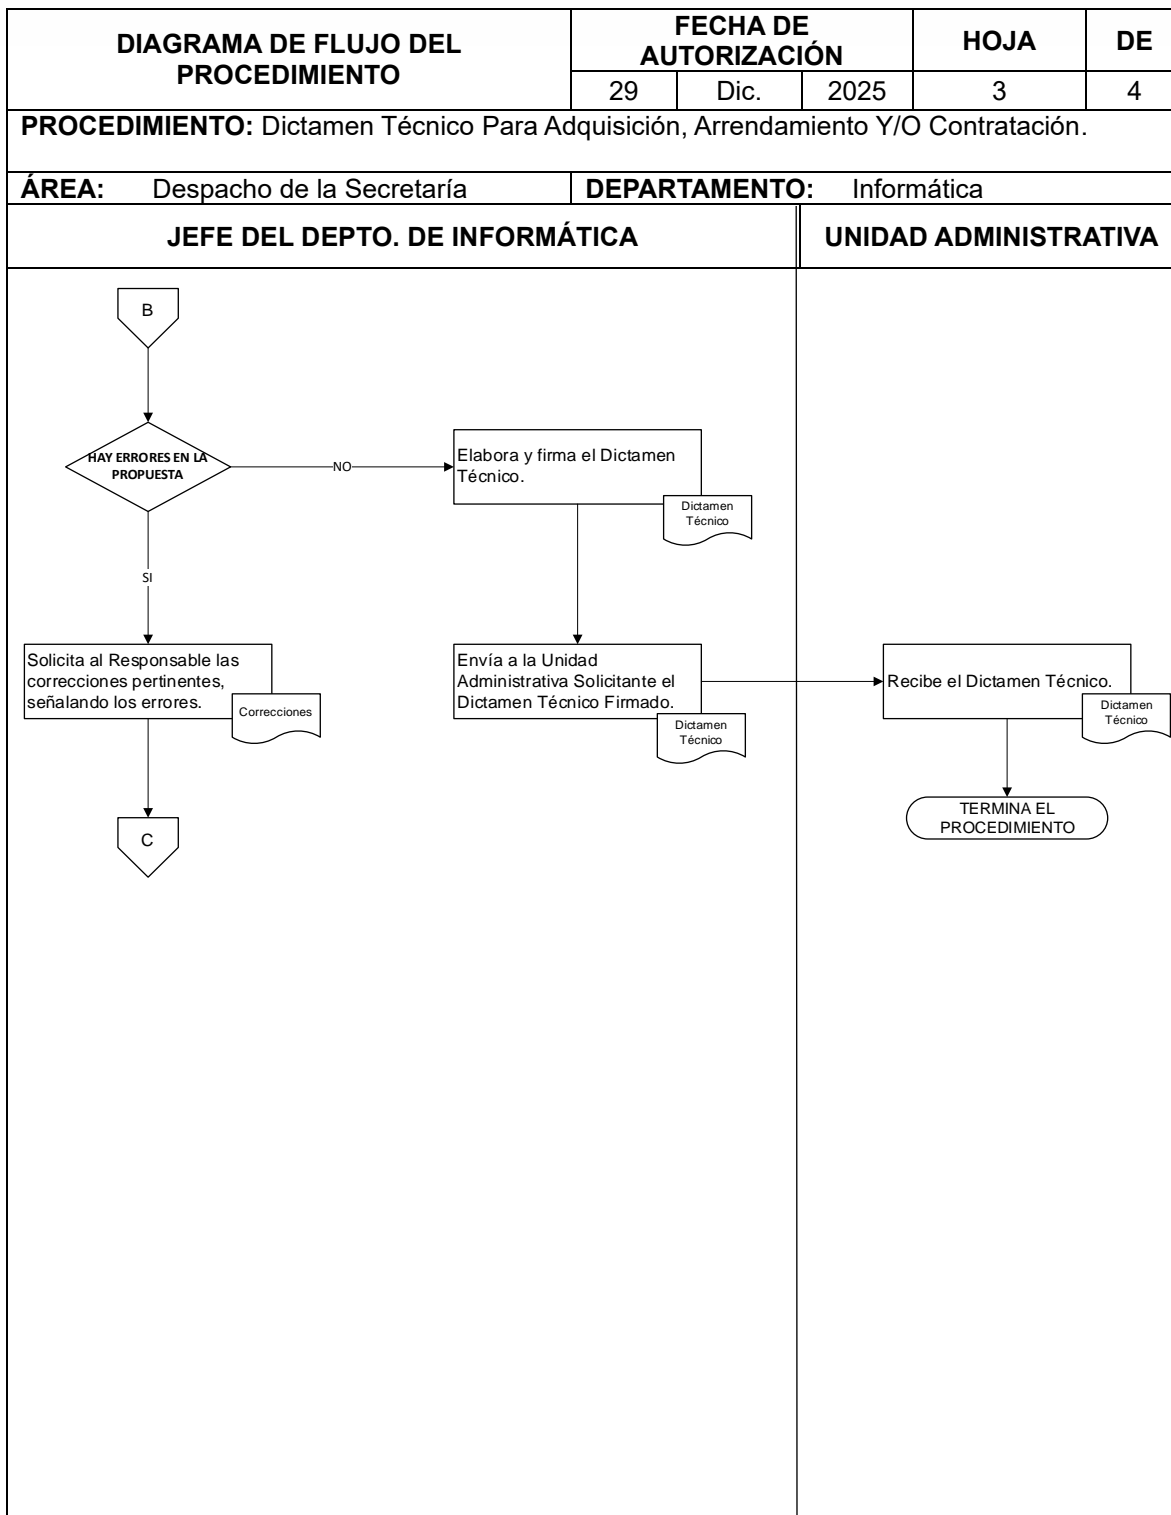 DIAGRAMA DE FLUJO DEL
PROCEDIMIENTO
FECHA DE
AUTORIZACIÓN
HOJA
DE
29
Dic.
2025
3
4
PROCEDIMIENTO: Dictamen Técnico Para Adquisición, Arrendamiento Y/O Contratación.
ÁREA: Despacho de la Secretaría
DEPARTAMENTO: Informática
JEFE DEL DEPTO. DE INFORMÁTICA
UNIDAD ADMINISTRATIVA
B
HAY ERRORES EN LA
PROPUESTA
NO
Elabora y firma el Dictamen
Técnico.
Dictamen
Técnico
SI
Solicita al Responsable las
correcciones pertinentes,
señalando los errores.
Correcciones
Envía a la Unidad
Administrativa Solicitante el
Dictamen Técnico Firmado.
Dictamen
Técnico
Recibe el Dictamen Técnico.
Dictamen
Técnico
TERMINA EL
PROCEDIMIENTO
C